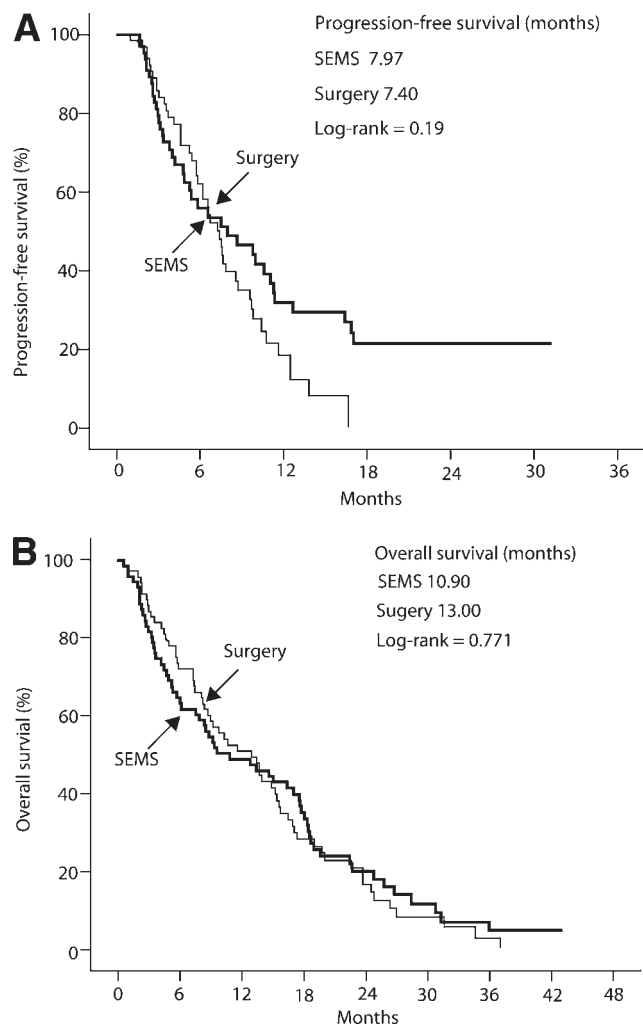 A
Progression-free survival (months)
SEMS 7.97
Surgery 7.40
Log-rank = 0.19
Progression-free survival (%)
100
80
60
40
20
0
Surgery
SEMS
0 6 12 18 24 30 36
Months
B
Overall survival (months)
SEMS 10.90
Sugery 13.00
Log-rank = 0.771
Overall survial (%)
100
80
60
40
20
0
Surgery
SEMS
0 6 12 18 24 30 36 42 48
Months